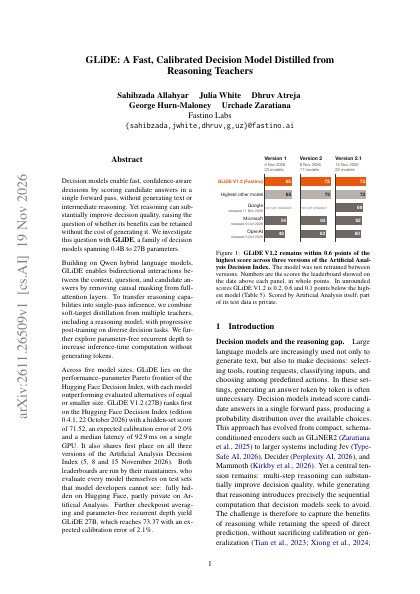 GLiDE: A Fast, Calibrated Decision Model Distilled from
Reasoning Teachers
Sahibzada Allahyar Julia White Dhruv Atreja
George Hurn-Maloney Urchade Zaratiana
Fastino Labs
{sahibzada,jwhite,dhruv,g,uz}@fastino.ai
arXiv:2611.26509v1 [cs.AI] 19 Nov 2026
Abstract
Decision models enable fast, confidence-aware
decisions by scoring candidate answers in a
single forward pass, without generating text or
intermediate reasoning. Yet reasoning can sub-
stantially improve decision quality, raising the
question of whether its benefits can be retained
without the cost of generating it. We investigate
this question with GLiDE, a family of decision
models spanning 0.4B to 27B parameters.
Building on Qwen hybrid language models,
GLiDE enables bidirectional interactions
between the context, question, and candidate an-
swers by removing causal masking from full-
attention layers. To transfer reasoning capa-
bilities into single-pass inference, we combine
soft-target distillation from multiple teachers,
including a reasoning model, with progressive
post-training on diverse decision tasks. We fur-
ther explore parameter-free recurrent depth to
increase inference-time computation without
generating tokens.
Across five model sizes, GLiDE lies on the
performance–parameter Pareto frontier of the
Hugging Face Decision Index, with each model
outperforming evaluated alternatives of equal
or smaller size. GLiDE V1.2 (27B) ranks first
on the Hugging Face Decision Index (edition
0.4.1, 22 October 2026) with a hidden-set score
of 71.52, an expected calibration error of 2.0%
and a median latency of 92.9 ms on a single
GPU. It also shares first place on all three
versions of the Artificial Analysis Decision
Index (5, 8 and 15 November 2026). Both
leaderboards are run by their maintainers, who
evaluate every model themselves on test sets
that model developers cannot see: fully hid-
den on Hugging Face, partly private on Ar-
tificial Analysis. Further checkpoint averag-
ing and parameter-free recurrent depth yield
GLiDE 27B, which reaches 73.37 with an ex-
pected calibration error of 2.1%.
Version 1
Version 2
Version 2.1
5 Nov 2026
8 Nov 2026
15 Nov 2026
GLiDE V1.2 (Fastino)
73
73
Highest other model
Google
Microsoft
OpenAI
Figure 1: GLiDE V1.2 remains within 0.6 points of the
highest score across three versions of the Artificial Anal-
ysis Decision Index. The model was not retrained between
versions. Numbers are the scores the leaderboard showed on
the date above each panel, in whole points. In unrounded
scores GLiDE V1.2 is 0.2, 0.6 and 0.1 points below the high-
est model (Table 5). Scored by Artificial Analysis itself; part
of its test data is private.
1 Introduction
Decision models and the reasoning gap. Large
language models are increasingly used not only to
generate text, but also to make decisions: select-
ing tools, routing requests, classifying inputs, and
choosing among predefined actions. In these set-
tings, generating an answer token by token is often
unnecessary. Decision models instead score candi-
date answers in a single forward pass, producing a
probability distribution over the available choices.
This approach has evolved from compact, schema-
conditioned encoders such as GLiNER2 (Zaratiana
et al., 2025) to larger systems including Jev (Type-
Safe AI, 2026), Decider (Perplexity AI, 2026), and
Mammoth (Kirkby et al., 2026). Yet a central ten-
sion remains: multi-step reasoning can substan-
tially improve decision quality, while generating
that reasoning introduces precisely the sequential
computation that decision models seek to avoid.
The challenge is therefore to capture the benefits
of reasoning while retaining the speed of direct
prediction, without sacrificing calibration or gen-
eralization (Tian et al., 2023; Xiong et al., 2024;
1